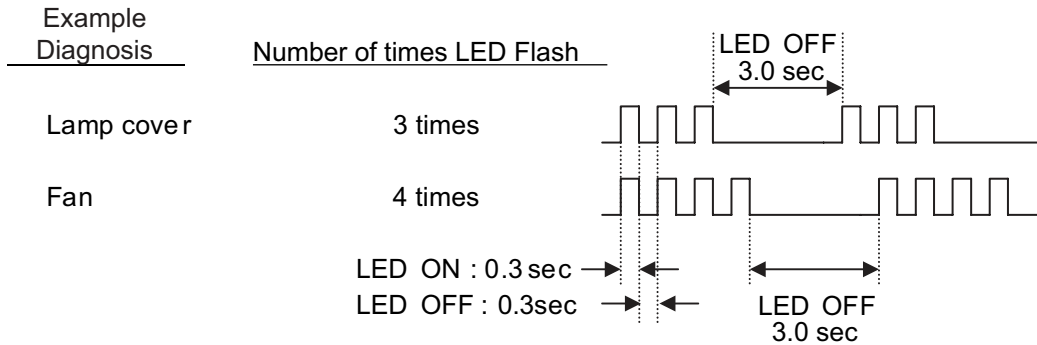 Example
Diagnosis
Number of times LED Flash
LED OFF
3.0 sec
Lamp cover
3 times
Fan
4 times
LED ON : 0.3 sec
LED OFF : 0.3sec
LED OFF
3.0 sec